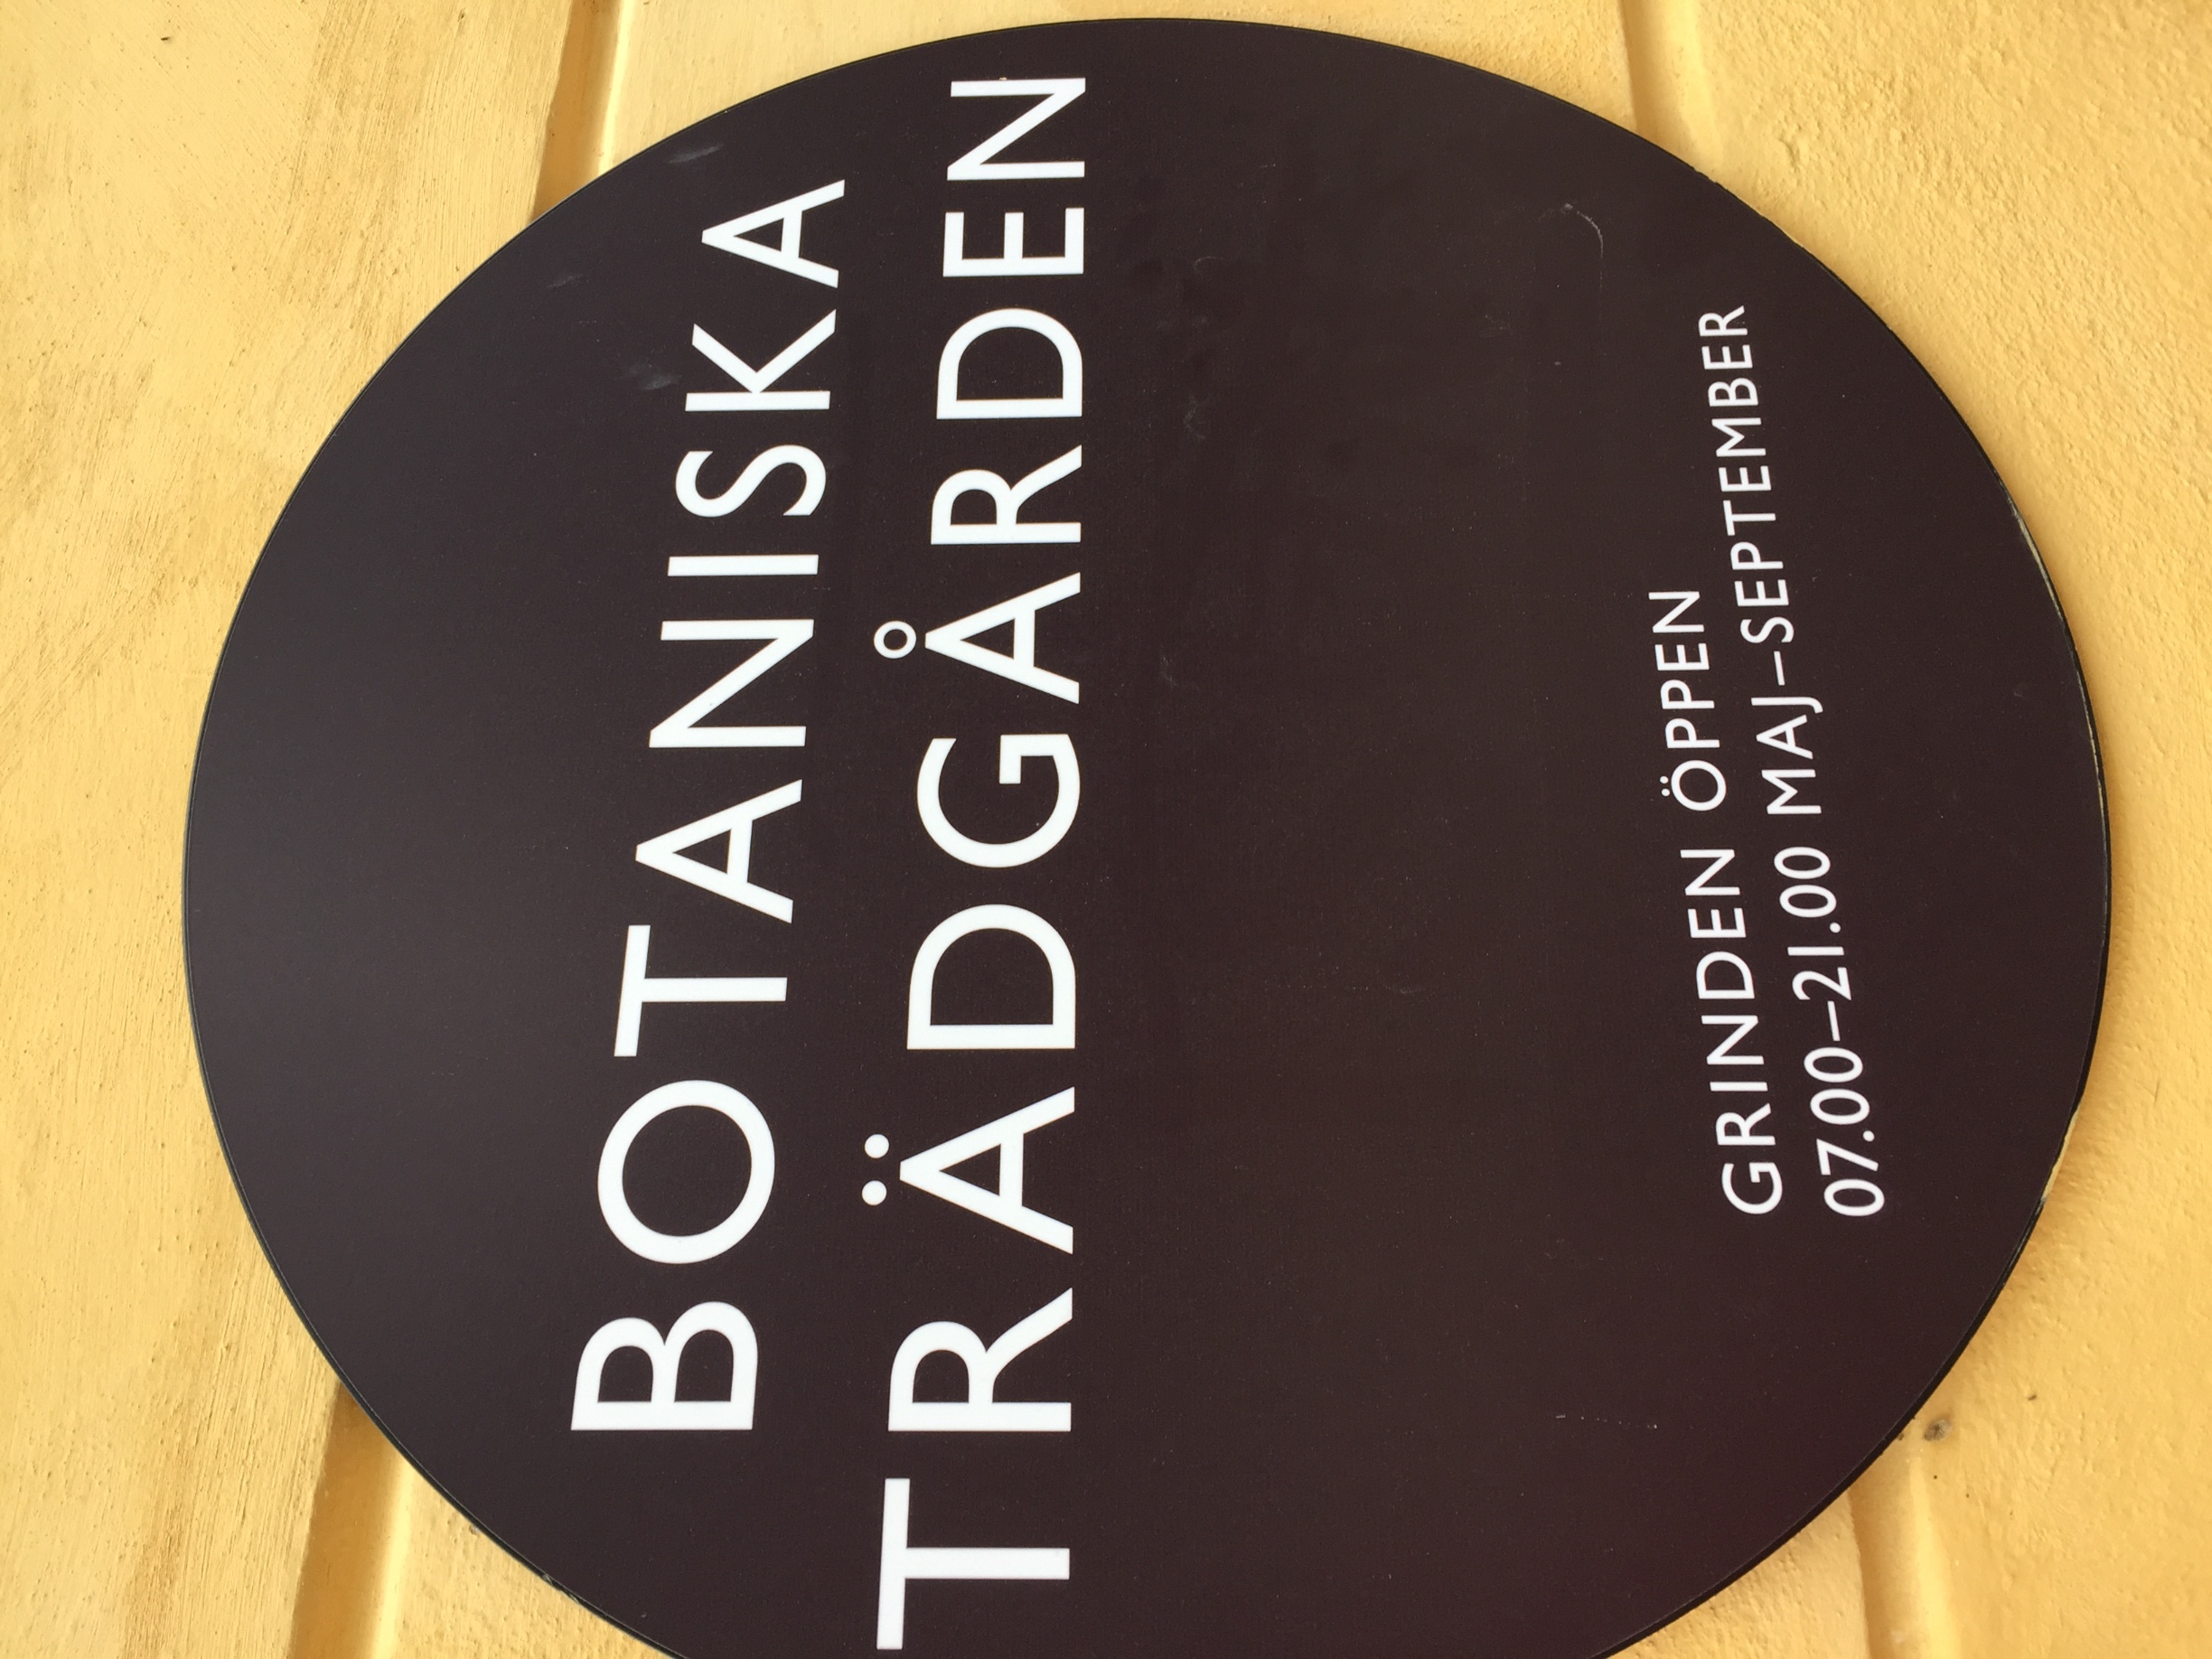 BOTANISKA
TRÄDGÅRDEN
GRINDEN ÖPPEN
07.00–21.00 MAJ–SEPTEMBER